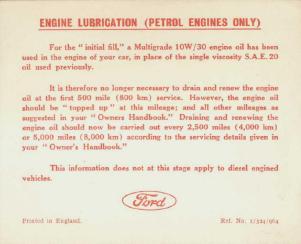 ENGINE LUBRICATION (PETROL ENGINES ONLY)
For the "initial fill," a Multigrade 10W/30 engine oil has been
used in the engine of your car, in place of the single viscosity S.A.E. 20
oil used previously.
It is therefore no longer necessary to drain and renew the engine
oil at the first 500 mile (800 km) service. However, the engine oil
should be "topped up" at this mileage; and all other mileages as
suggested in your "Owners Handbook." Draining and renewing the
engine oil should now be carried out every 2,500 miles (4,000 km)
or 5,000 miles (8,000 km) according to the servicing details given in
your "Owner's Handbook."
This information does not at this stage apply to diesel engined
vehicles.
Ford
Printed in England.
Ref. No. 1/324/964